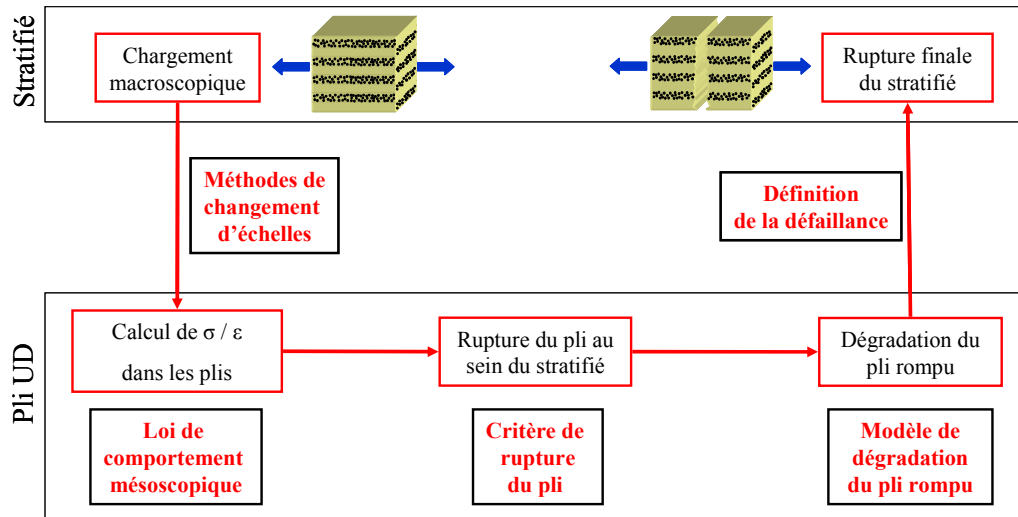 Stratifié
Chargement
macroscopique
Rupture finale
du stratifié
Méthodes de
changement
d’échelles
Définition
de la défaillance
Pli UD
Calcul de σ / ε
dans les plis
Rupture du pli au
sein du stratifié
Dégradation du
pli rompu
Loi de
comportement
mésoscopique
Critère de
rupture
du pli
Modèle de
dégradation
du pli rompu